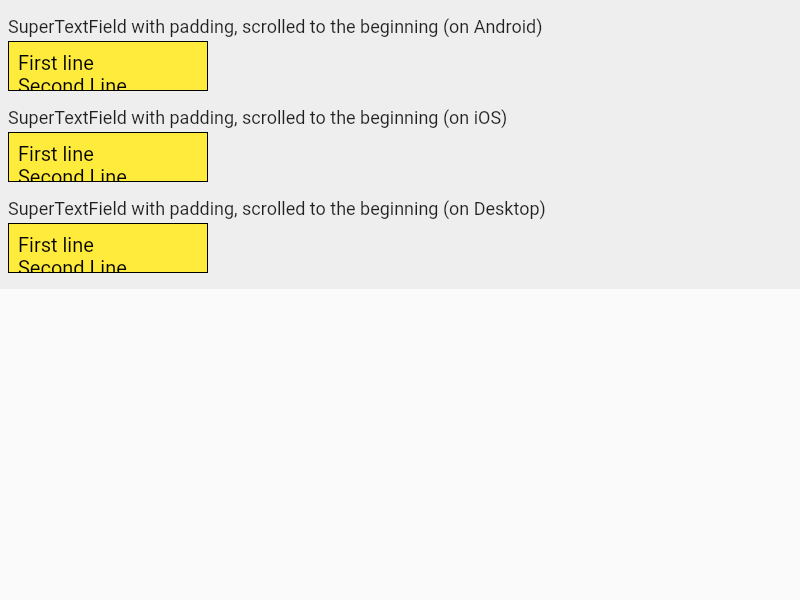 SuperTextField with padding, scrolled to the beginning (on Android)
First line
Second Line
SuperTextField with padding, scrolled to the beginning (on iOS)
First line
Second Line
SuperTextField with padding, scrolled to the beginning (on Desktop)
First line
Second Line